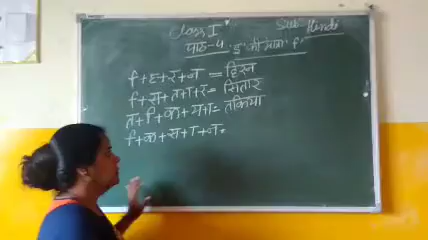 Class I Sub- Hindi
पाठ-4 'इ' की मात्रा ि
ि+ह+र+न = हिरन
ि+स+त+ा+र = सितार
त+ि+क+य+ा= तकिया
ि+क+स+ा+न=